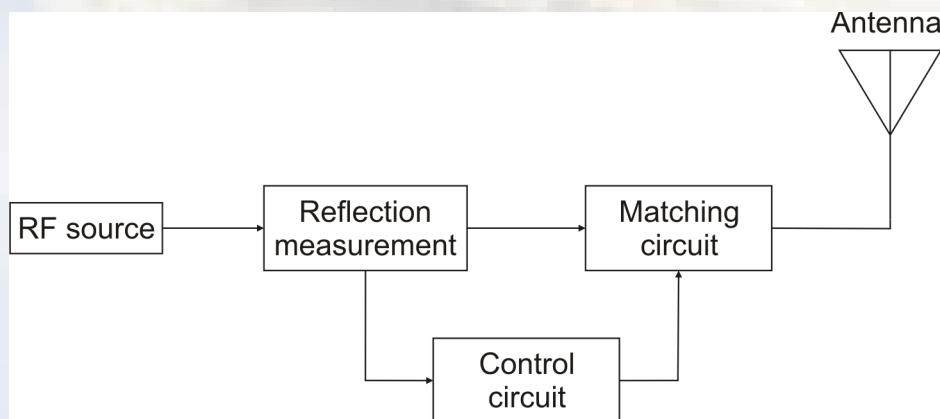 Antenna
RF source
Reflection
measurement
Matching
circuit
Control
circuit